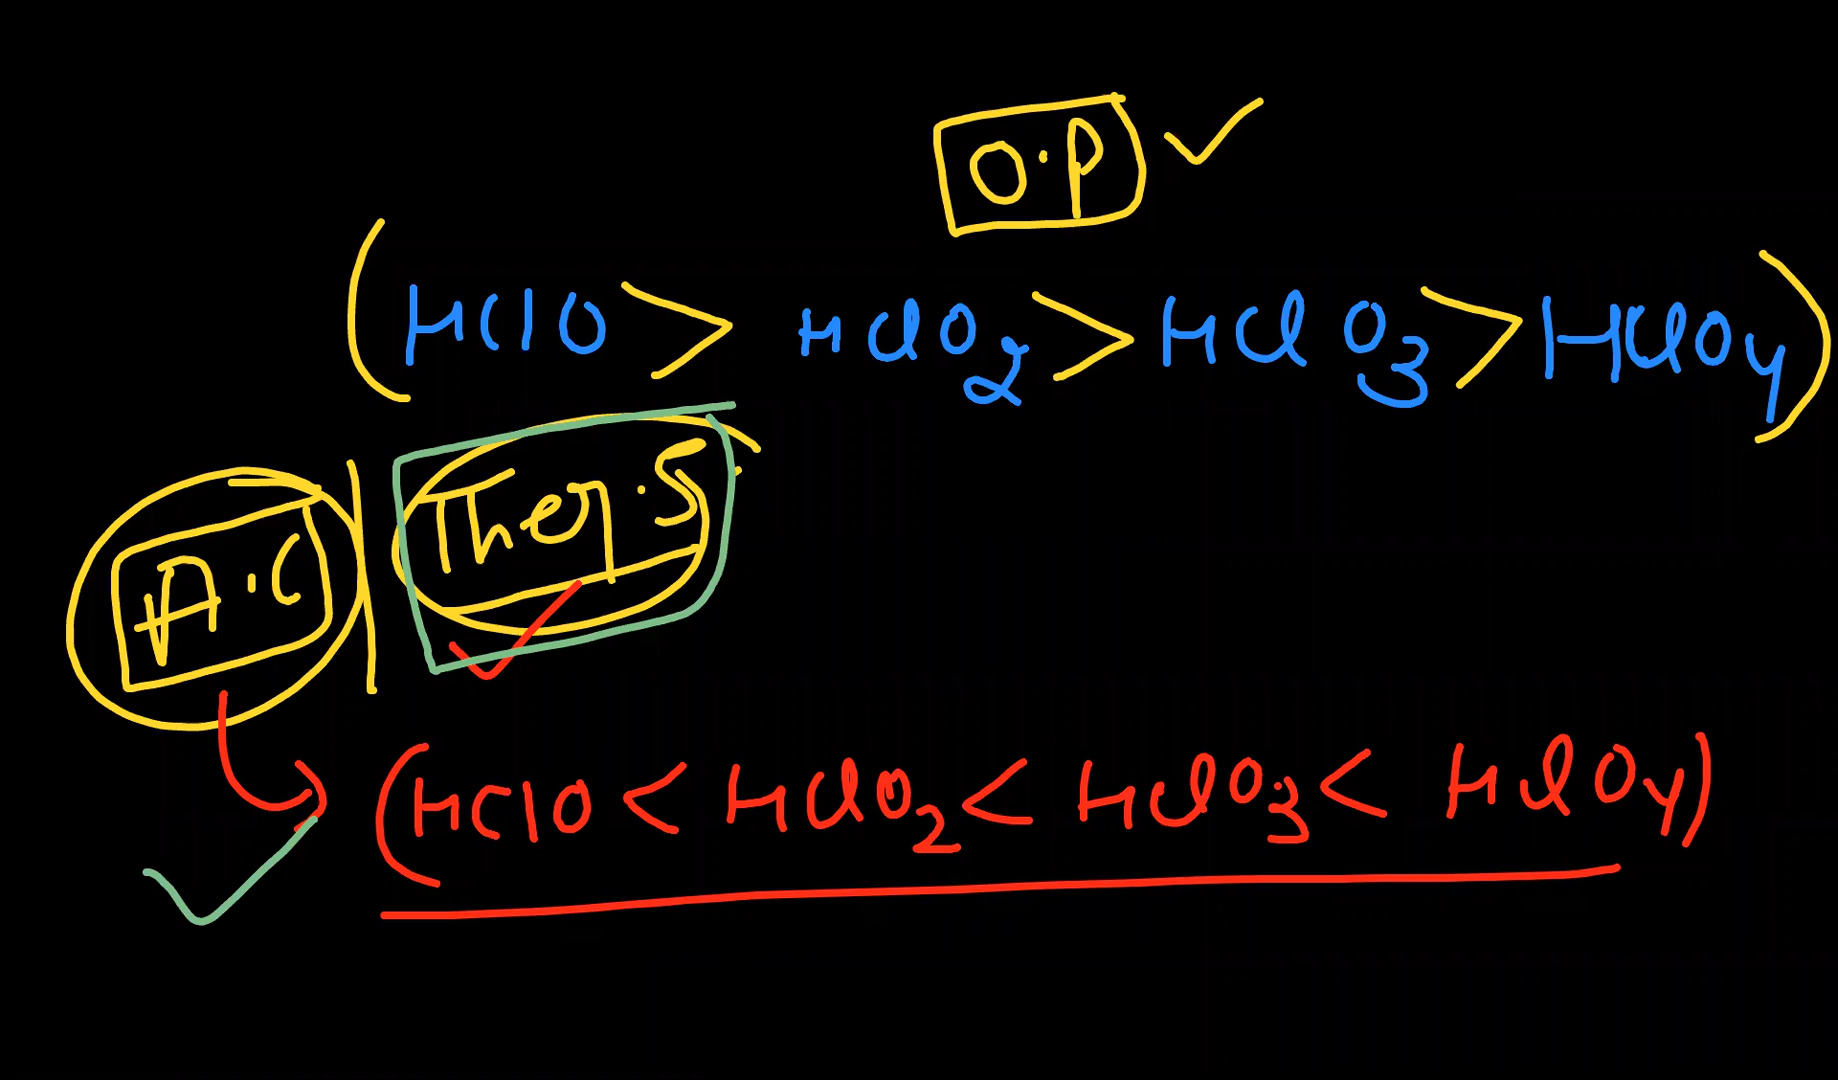 O.P
(HClO > HClO2 > HClO3 > HClO4)
A.C | Ther.S
(HClO < HClO2 < HClO3 < HClO4)